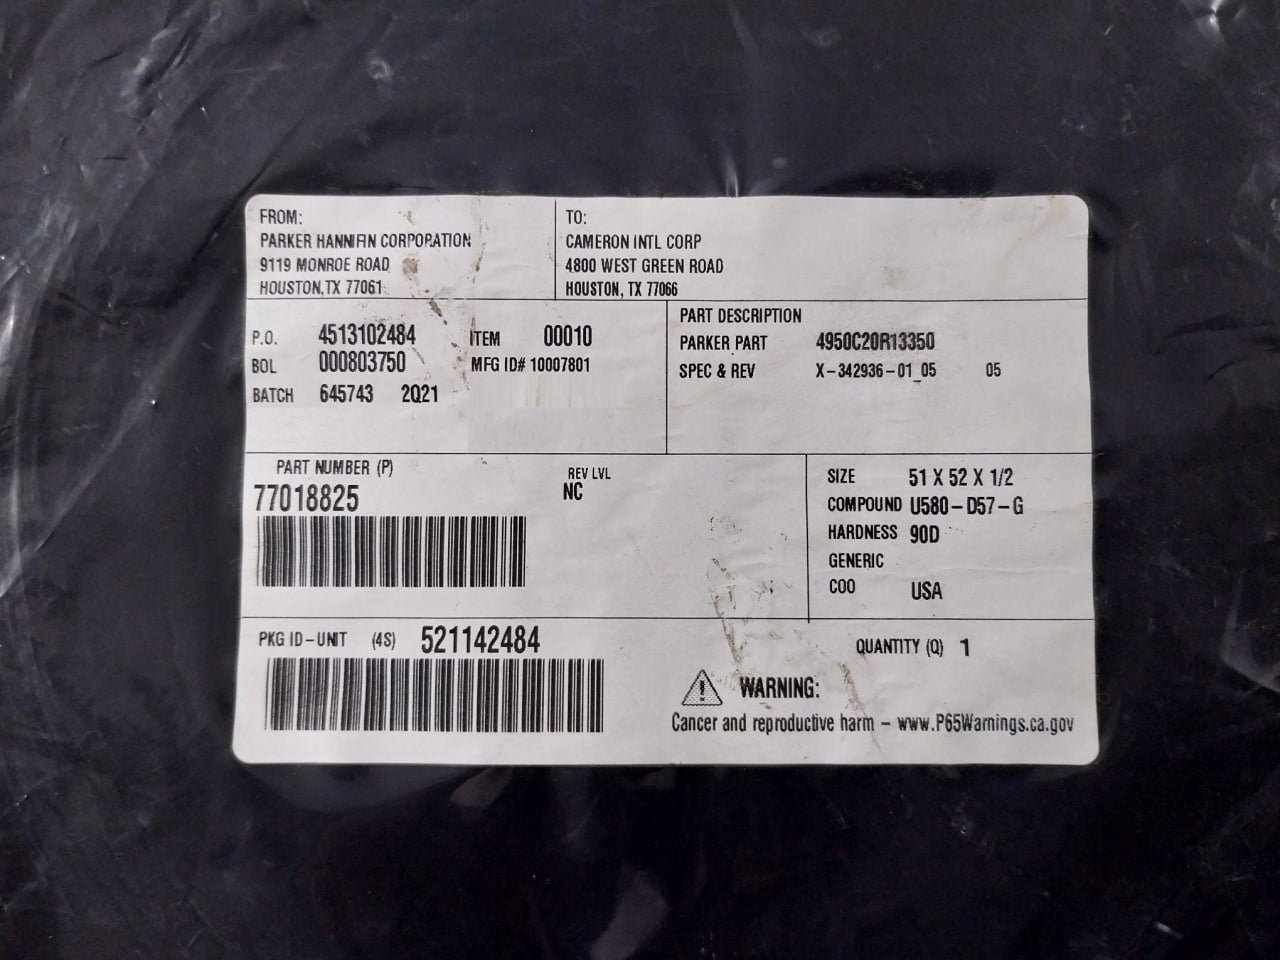 FROM:
PARKER HANNIFIN CORPORATION
9119 MONROE ROAD
HOUSTON,TX 77061
TO:
CAMERON INTL CORP
4800 WEST GREEN ROAD
HOUSTON, TX 77066
P.O. 4513102484 ITEM 00010
BOL 000803750 MFG ID# 10007801
BATCH 645743 2Q21
PART DESCRIPTION
PARKER PART 4950C20R13350
SPEC & REV X-342936-01_05 05
PART NUMBER (P)
77018825
REV LVL
NC
SIZE 51 X 52 X 1/2
COMPOUND U580-D57-G
HARDNESS 90D
GENERIC
COO USA
PKG ID-UNIT (4S) 521142484
QUANTITY (Q) 1
WARNING:
Cancer and reproductive harm - www.P65Warnings.ca.gov